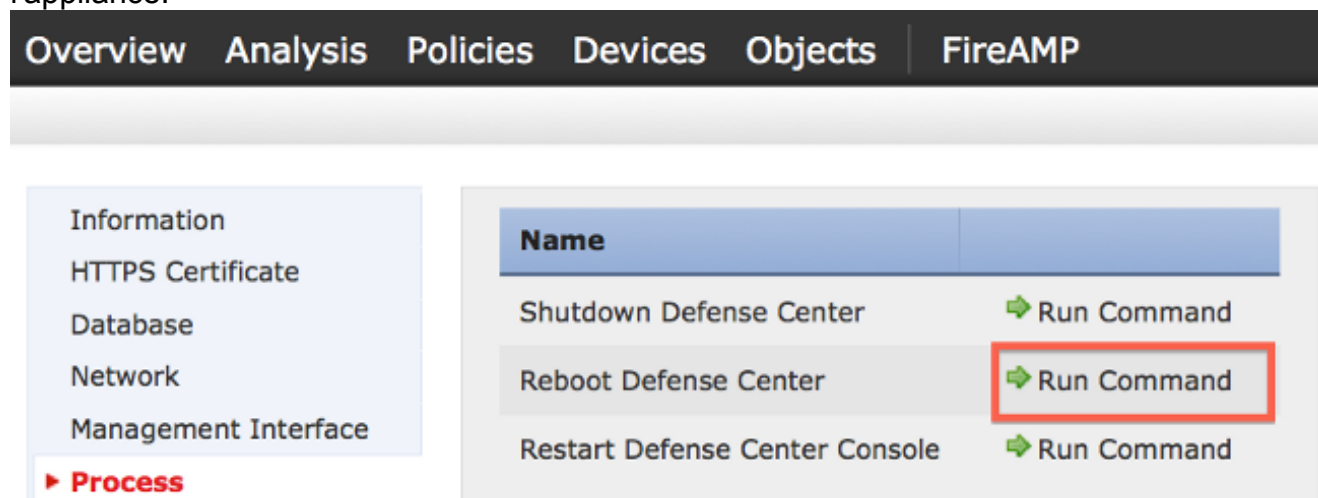 l'appliance.
Overview Analysis Policies Devices Objects FireAMP
Information
HTTPS Certificate
Database
Network
Management Interface
Process
Name
Shutdown Defense Center Run Command
Reboot Defense Center Run Command
Restart Defense Center Console Run Command